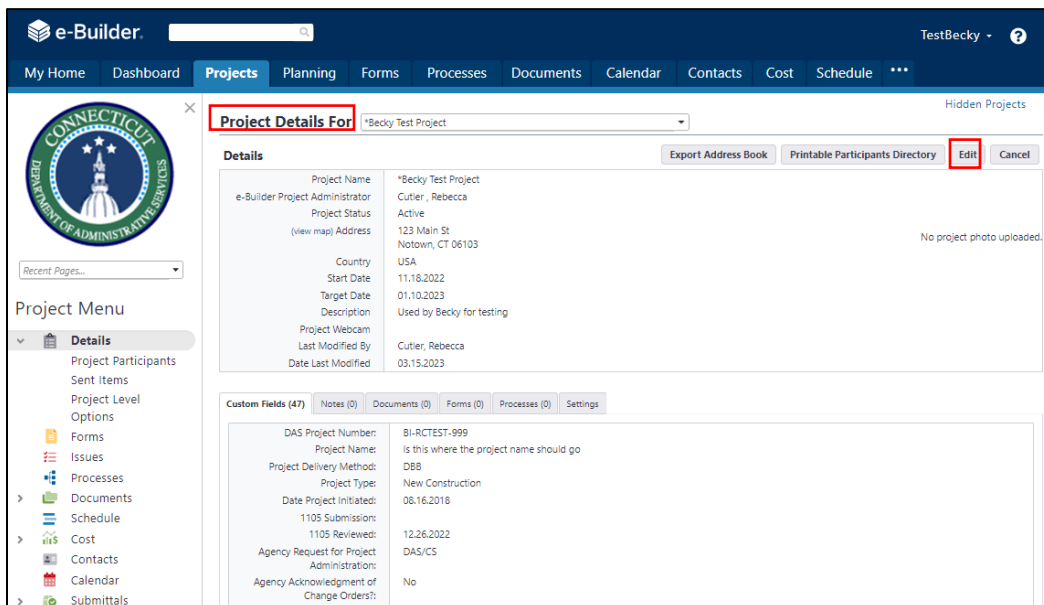 e-Builder.
TestBecky
?
My Home Dashboard Projects Planning Forms Processes Documents Calendar Contacts Cost Schedule •••
CONNECTICUT
DEPARTMENT OF ADMINISTRATIVE SERVICES
Recent Pages...
Project Menu
Details
Project Participants
Sent Items
Project Level
Options
Forms
Issues
Processes
Documents
Schedule
Cost
Contacts
Calendar
Submittals
Hidden Projects
Project Details For *Becky Test Project
Details Export Address Book Printable Participants Directory Edit Cancel
Project Name *Becky Test Project
e-Builder Project Administrator Cutler , Rebecca
Project Status Active
(view map) Address 123 Main St
Notown, CT 06103
No project photo uploaded.
Country USA
Start Date 11.18.2022
Target Date 01.10.2023
Description Used by Becky for testing
Project Webcam
Last Modified By Cutler, Rebecca
Date Last Modified 03.15.2023
Custom Fields (47) Notes (0) Documents (0) Forms (0) Processes (0) Settings
DAS Project Number: BI-RCTEST-999
Project Name: Is this where the project name should go
Project Delivery Method: DBB
Project Type: New Construction
Date Project Initiated: 08.16.2018
1105 Submission:
1105 Reviewed: 12.26.2022
Agency Request for Project DAS/CS
Administration:
Agency Acknowledgment of No
Change Orders?: